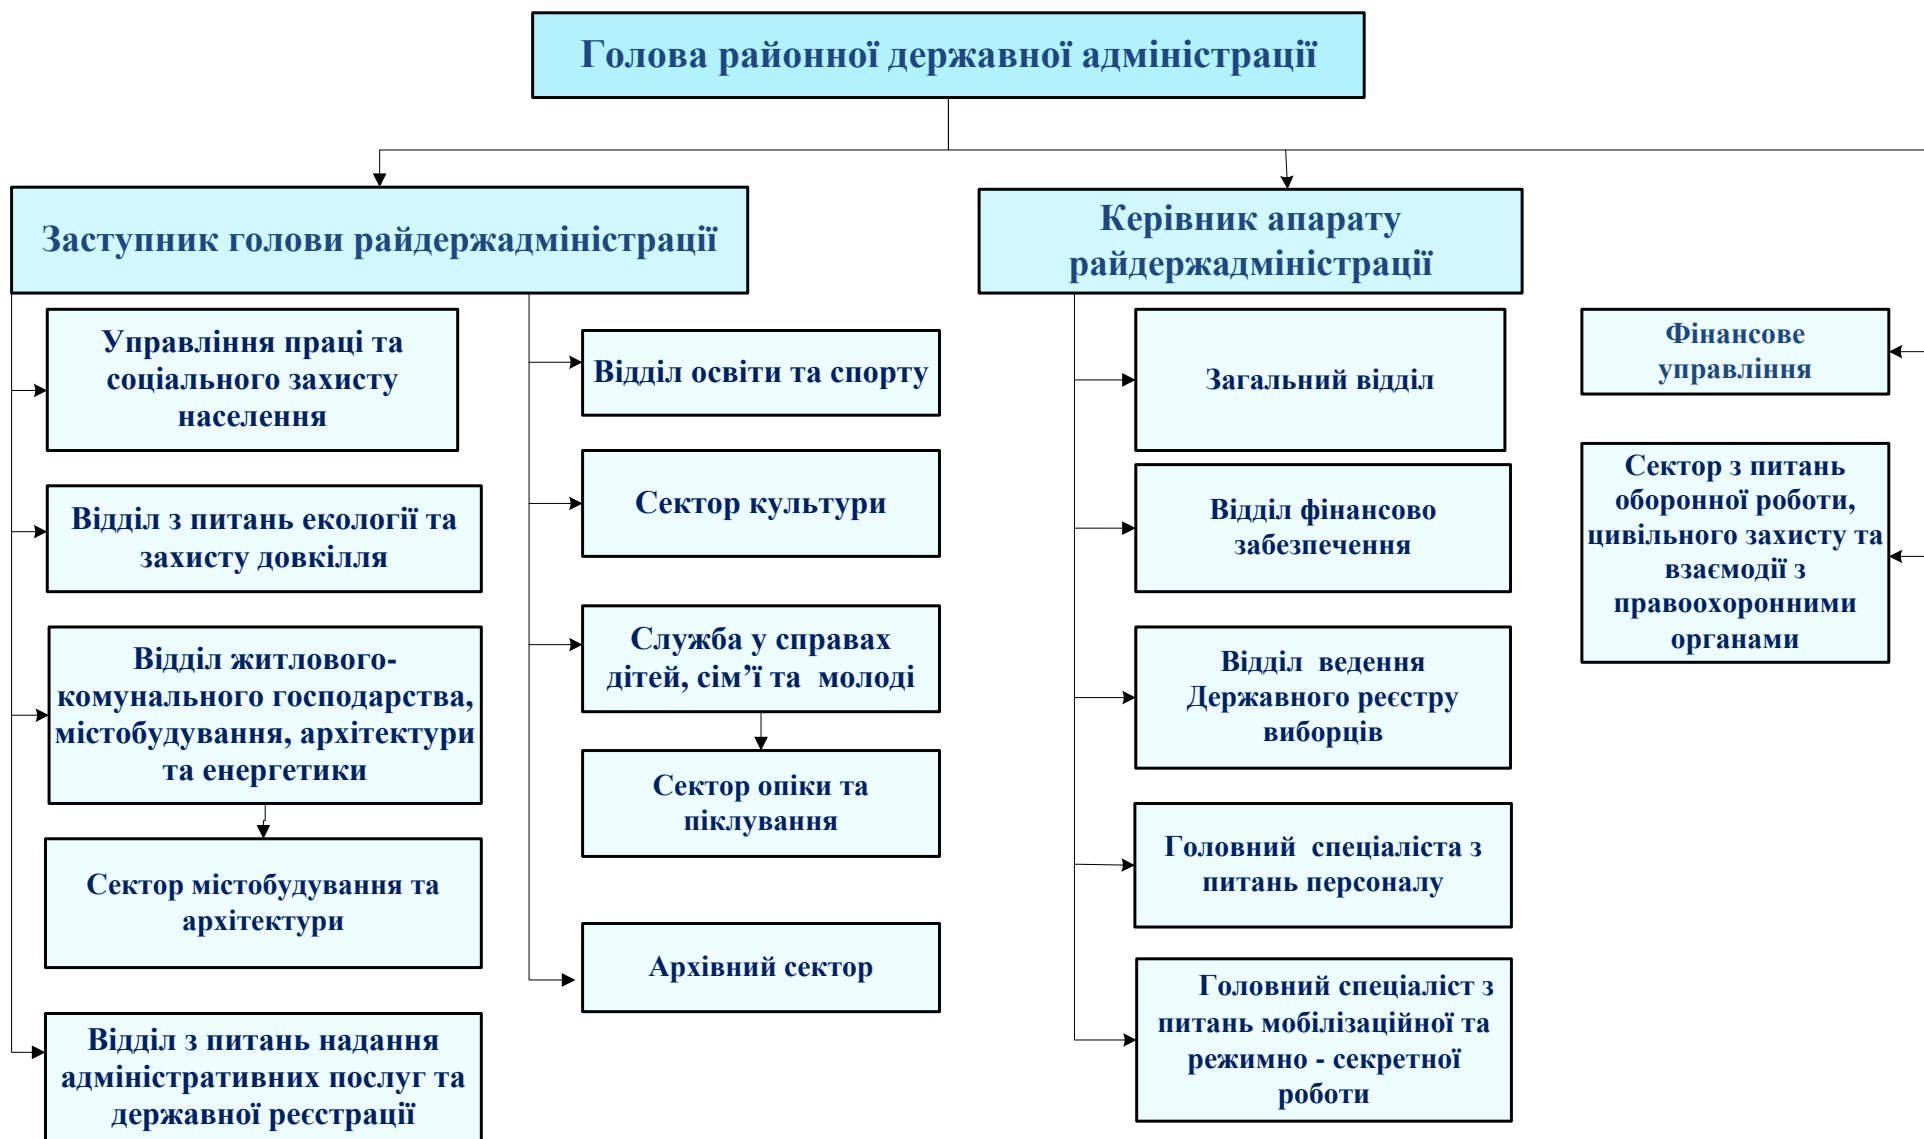 Голова районної державної адміністрації
Заступник голови райдержадміністрації
Управління праці та
соціального захисту
населення
Відділ з питань екології та
захисту довкілля
Відділ житлового-
комунального господарства,
містобудування, архітектури
та енергетики
Сектор містобудування та
архітектури
Відділ з питань надання
адміністративних послуг та
державної реєстрації
Відділ освіти та спорту
Сектор культури
Служба у справах
дітей, сім’ї та  молоді
Сектор опіки та
піклування
Архівний сектор
Керівник апарату
райдержадміністрації
Загальний відділ
Відділ фінансово
забезпечення
Відділ  ведення
Державного реєстру
виборців
Головний  спеціаліста з
питань персоналу
Головний спеціаліст з
питань мобілізаційної та
режимно - секретної
роботи
Фінансове
управління
Сектор з питань
оборонної роботи,
цивільного захисту та
взаємодії з
правоохоронними
органами